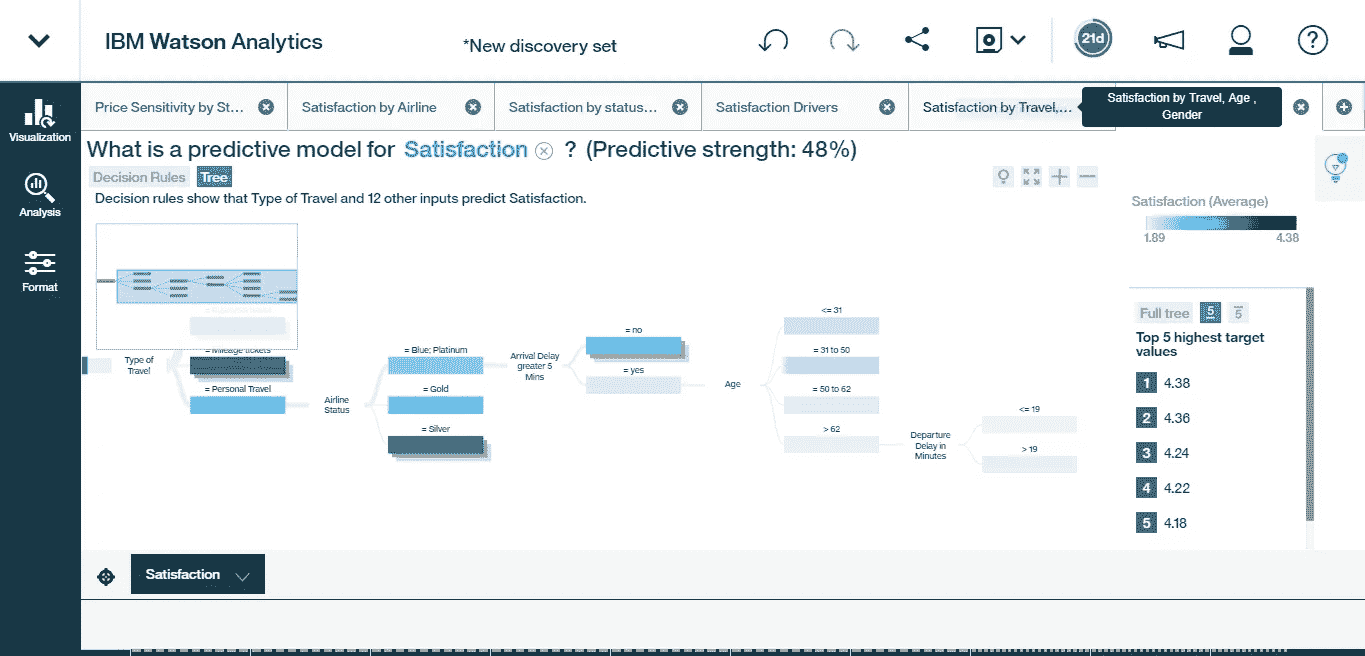 IBM Watson Analytics
*New discovery set
21d
?
Visualization
Analysis
Format
Price Sensitivity by St...
Satisfaction by Airline
Satisfaction by status...
Satisfaction Drivers
Satisfaction by Travel,...
Satisfaction by Travel, Age ,
Gender
What is a predictive model for Satisfaction ? (Predictive strength: 48%)
Decision Rules Tree
Decision rules show that Type of Travel and 12 other inputs predict Satisfaction.
Satisfaction (Average)
1.89 4.38
Type of
Travel
= Mileage tickets
= Personal Travel
Airline
Status
= Blue; Platinum
= Gold
= Silver
Arrival Delay
greater 5
Mins
= no
= yes
Age
<= 31
= 31 to 50
= 50 to 62
> 62
Departure
Delay in
Minutes
<= 19
> 19
Full tree 5 5
Top 5 highest target
values
1 4.38
2 4.36
3 4.24
4 4.22
5 4.18
Satisfaction